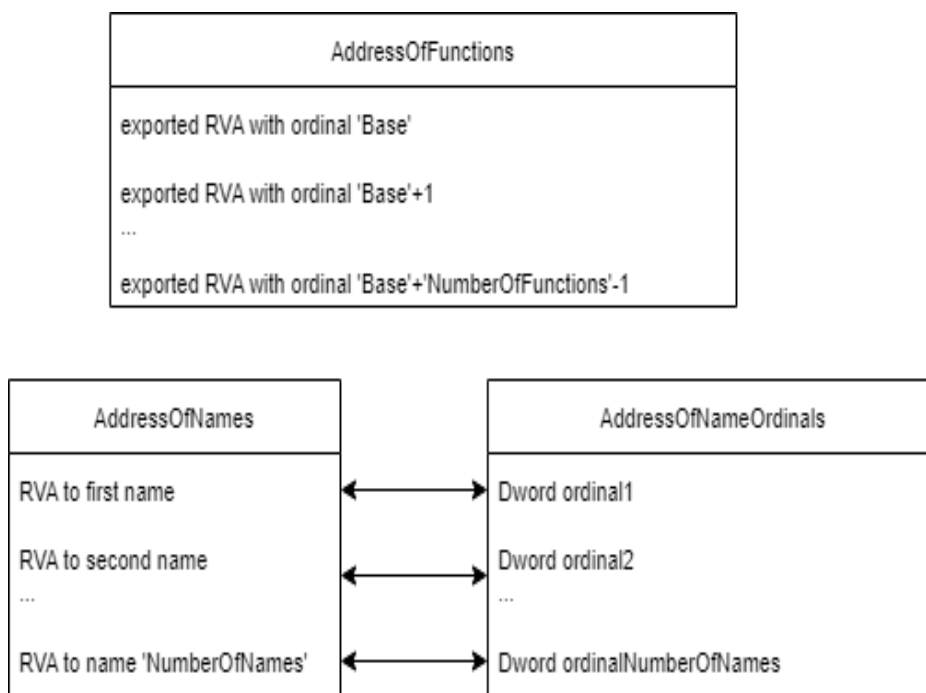 AddressOfFunctions
exported RVA with ordinal 'Base'
exported RVA with ordinal 'Base'+1
...
exported RVA with ordinal 'Base'+'NumberOfFunctions'-1
AddressOfNames
RVA to first name
RVA to second name
...
RVA to name 'NumberOfNames'
AddressOfNameOrdinals
Dword ordinal1
Dword ordinal2
...
Dword ordinalNumberOfNames